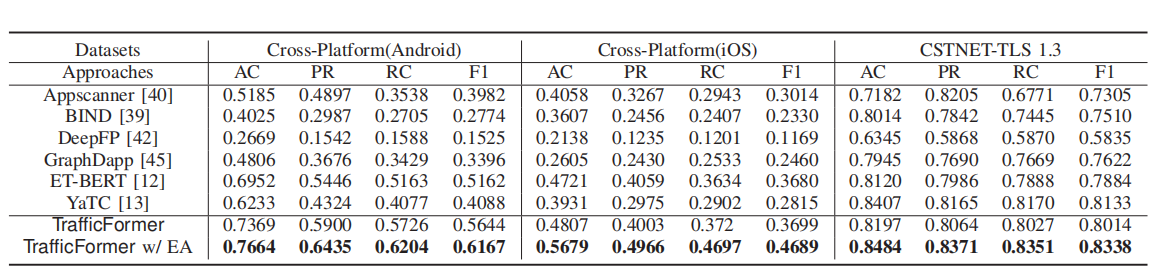 Datasets Cross-Platform(Android) Cross-Platform(iOS) CSTNET-TLS 1.3
Approaches AC PR RC F1 AC PR RC F1 AC PR RC F1
Appscanner [40] 0.5185 0.4897 0.3538 0.3982 0.4058 0.3267 0.2943 0.3014 0.7182 0.8205 0.6771 0.7305
BIND [39] 0.4025 0.2987 0.2705 0.2774 0.3607 0.2456 0.2407 0.2330 0.8014 0.7842 0.7445 0.7510
DeepFP [42] 0.2669 0.1542 0.1588 0.1525 0.2138 0.1235 0.1201 0.1169 0.6345 0.5868 0.5870 0.5835
GraphDapp [45] 0.4806 0.3676 0.3429 0.3396 0.2605 0.2430 0.2533 0.2460 0.7945 0.7690 0.7669 0.7622
ET-BERT [12] 0.6952 0.5446 0.5163 0.5162 0.4721 0.4059 0.3634 0.3680 0.8120 0.7986 0.7888 0.7884
YaTC [13] 0.6233 0.4324 0.4077 0.4088 0.3931 0.2975 0.2902 0.2815 0.8407 0.8165 0.8170 0.8133
TrafficFormer 0.7369 0.5900 0.5726 0.5644 0.4807 0.4003 0.372 0.3699 0.8197 0.8064 0.8027 0.8014
TrafficFormer w/ EA 0.7664 0.6435 0.6204 0.6167 0.5679 0.4966 0.4697 0.4689 0.8484 0.8371 0.8351 0.8338